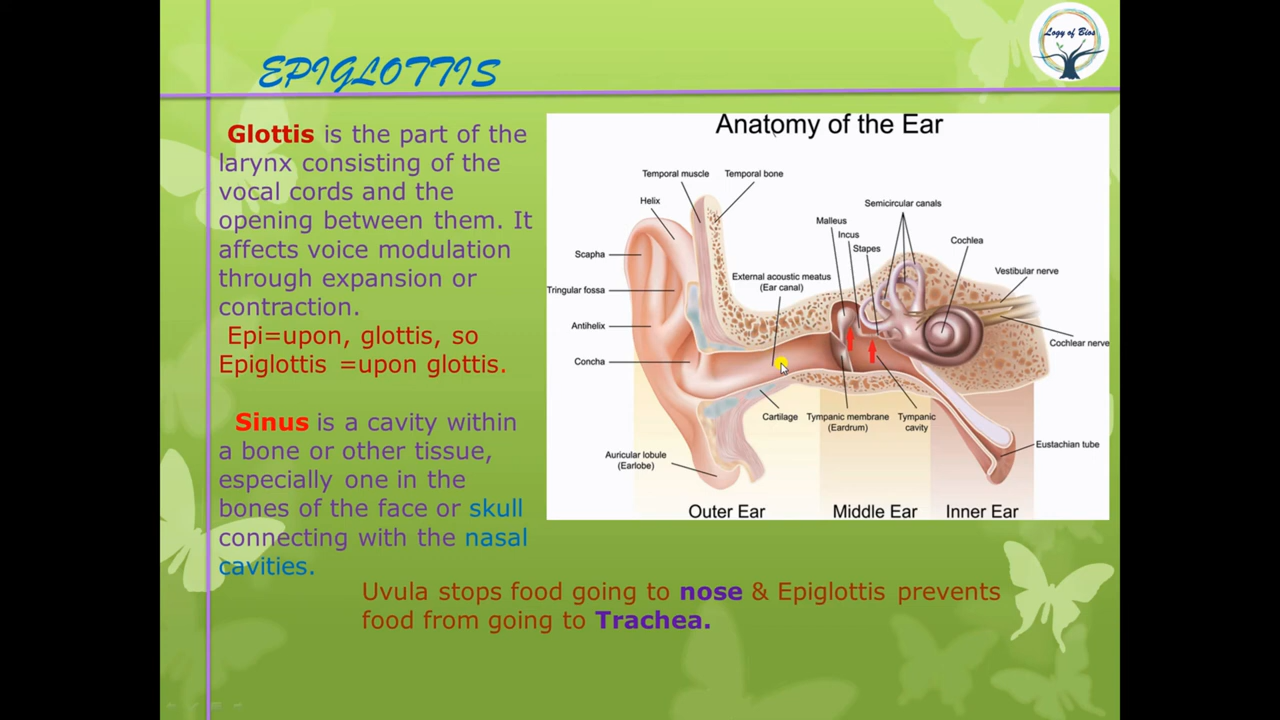 Logy of Bios
EPIGLOTTIS
Glottis is the part of the
larynx consisting of the
vocal cords and the
opening between them. It
affects voice modulation
through expansion or
contraction.
Epi=upon, glottis, so
Epiglottis =upon glottis.
Sinus is a cavity within
a bone or other tissue,
especially one in the
bones of the face or skull
connecting with the nasal
cavities.
Anatomy of the Ear
Temporal muscle
Temporal bone
Helix
Semicircular canals
Malleus
Incus
Stapes
Cochlea
Scapha
Vestibular nerve
External acoustic meatus
(Ear canal)
Tringular fossa
Antihelix
Cochlear nerve
Concha
Cartilage
Tympanic membrane
(Eardrum)
Tympanic
cavity
Eustachian tube
Auricular lobule
(Earlobe)
Outer Ear
Middle Ear
Inner Ear
Uvula stops food going to nose & Epiglottis prevents
food from going to Trachea.